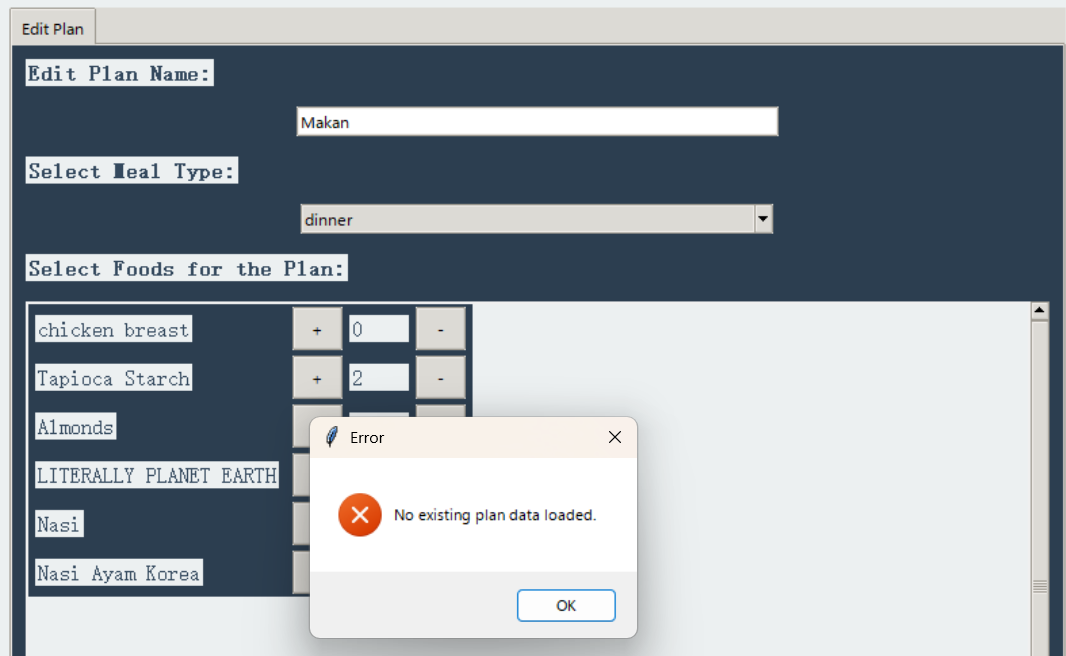 Edit Plan
Edit Plan Name:
Makan
Select Meal Type:
dinner
Select Foods for the Plan:
chicken breast + 0 -
Tapioca Starch + 2 -
Almonds
Error
LITERALLY PLANET EARTH
No existing plan data loaded.
Nasi
Nasi Ayam Korea
OK